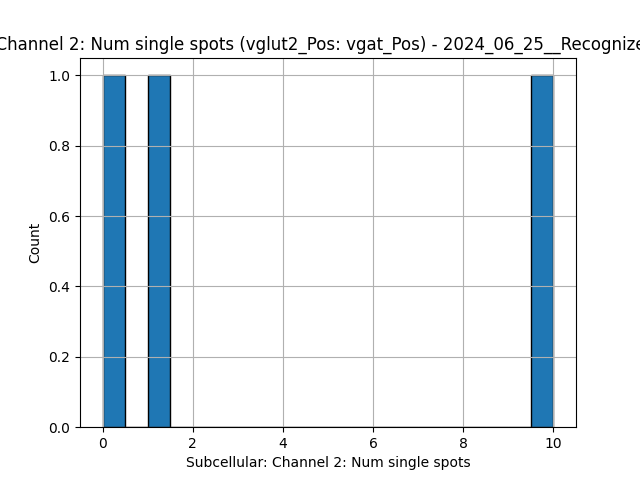 Channel 2: Num single spots (vglut2_Pos: vgat_Pos) - 2024_06_25__Recognize
1.0
0.8
0.6
0.4
0.2
0.0
Count
0 2 4 6 8 10
Subcellular: Channel 2: Num single spots